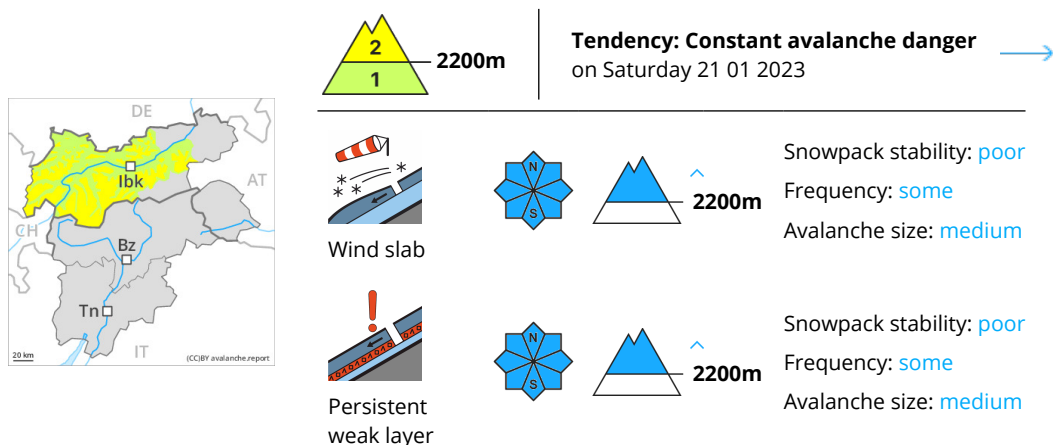 2
1
2200m
Tendency: Constant avalanche danger
on Saturday 21 01 2023
DE
AT
CH
IT
Ibk
Bz
Tn
20 km
(CC)BY avalanche.report
Wind slab
N
S
2200m
Snowpack stability: poor
Frequency: some
Avalanche size: medium
Persistent
weak layer
N
S
2200m
Snowpack stability: poor
Frequency: some
Avalanche size: medium